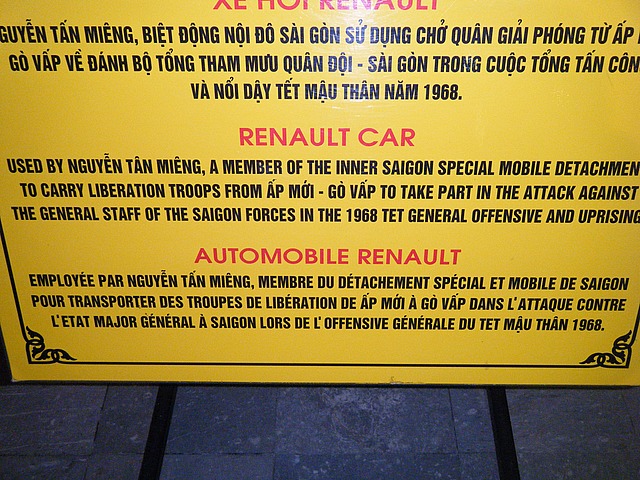 XE HƠI RENAULT
GUYỄN TẤN MIÊNG, BIỆT ĐỘNG NỘI ĐÔ SÀI GÒN SỬ DỤNG CHỞ QUÂN GIẢI PHÓNG TỪ ẤP
GÒ VẤP VỀ ĐÁNH BỘ TỔNG THAM MƯU QUÂN ĐỘI - SÀI GÒN TRONG CUỘC TỔNG TẤN CÔN
VÀ NỔI DẬY TẾT MẬU THÂN NĂM 1968.
RENAULT CAR
USED BY NGUYỄN TÂN MIÊNG, A MEMBER OF THE INNER SAIGON SPECIAL MOBILE DETACHMEN
TO CARRY LIBERATION TROOPS FROM ẤP MỚI - GÒ VẤP TO TAKE PART IN THE ATTACK AGAINST
THE GENERAL STAFF OF THE SAIGON FORCES IN THE 1968 TET GENERAL OFFENSIVE AND UPRISING
AUTOMOBILE RENAULT
EMPLOYÉE PAR NGUYỄN TẤN MIÊNG, MEMBRE DU DÉTACHEMENT SPÉCIAL ET MOBILE DE SAIGON
POUR TRANSPORTER DES TROUPES DE LIBÉRATION DE ẤP MỚI À GÒ VẤP DANS L'ATTAQUE CONTRE
L'ETAT MAJOR GÉNÉRAL À SAIGON LORS DE L'OFFENSIVE GÉNÉRALE DU TET MẬU THÂN 1968.